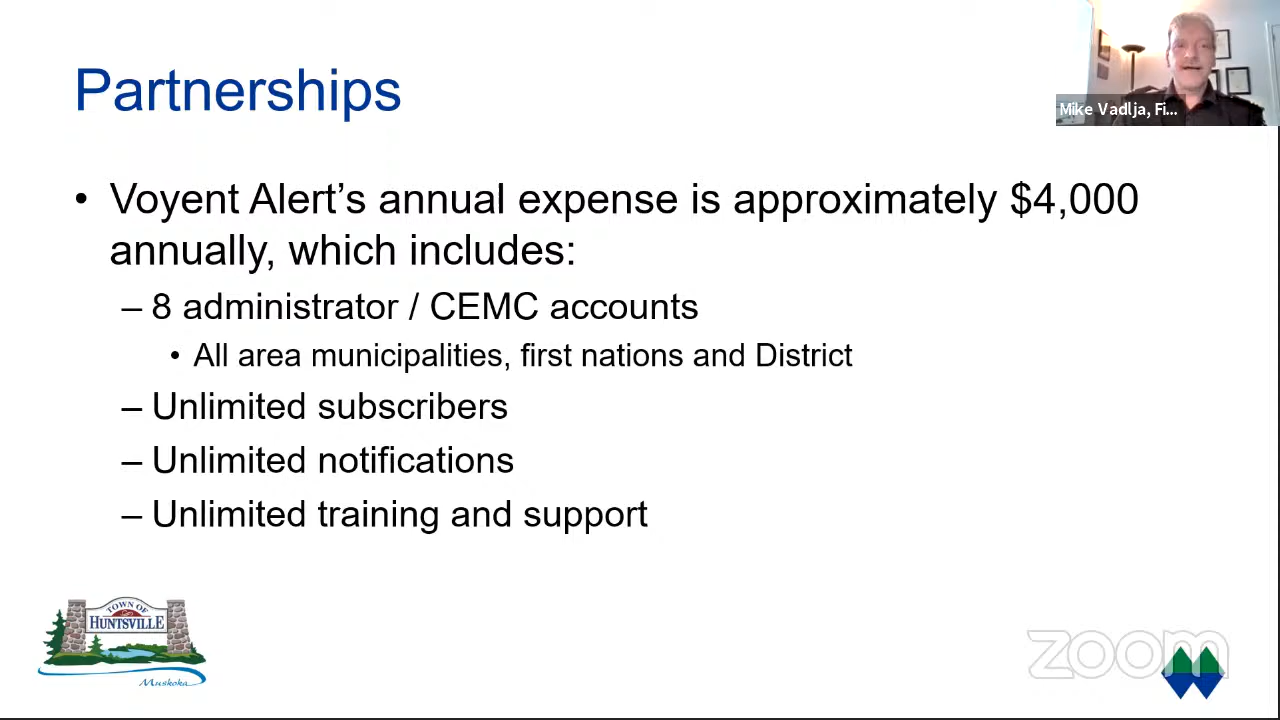 Partnerships
Mike Vadlja, Fi...
• Voyent Alert’s annual expense is approximately $4,000
annually, which includes:
– 8 administrator / CEMC accounts
• All area municipalities, first nations and District
– Unlimited subscribers
– Unlimited notifications
– Unlimited training and support
TOWN OF
HUNTSVILLE
Muskoka
zoom